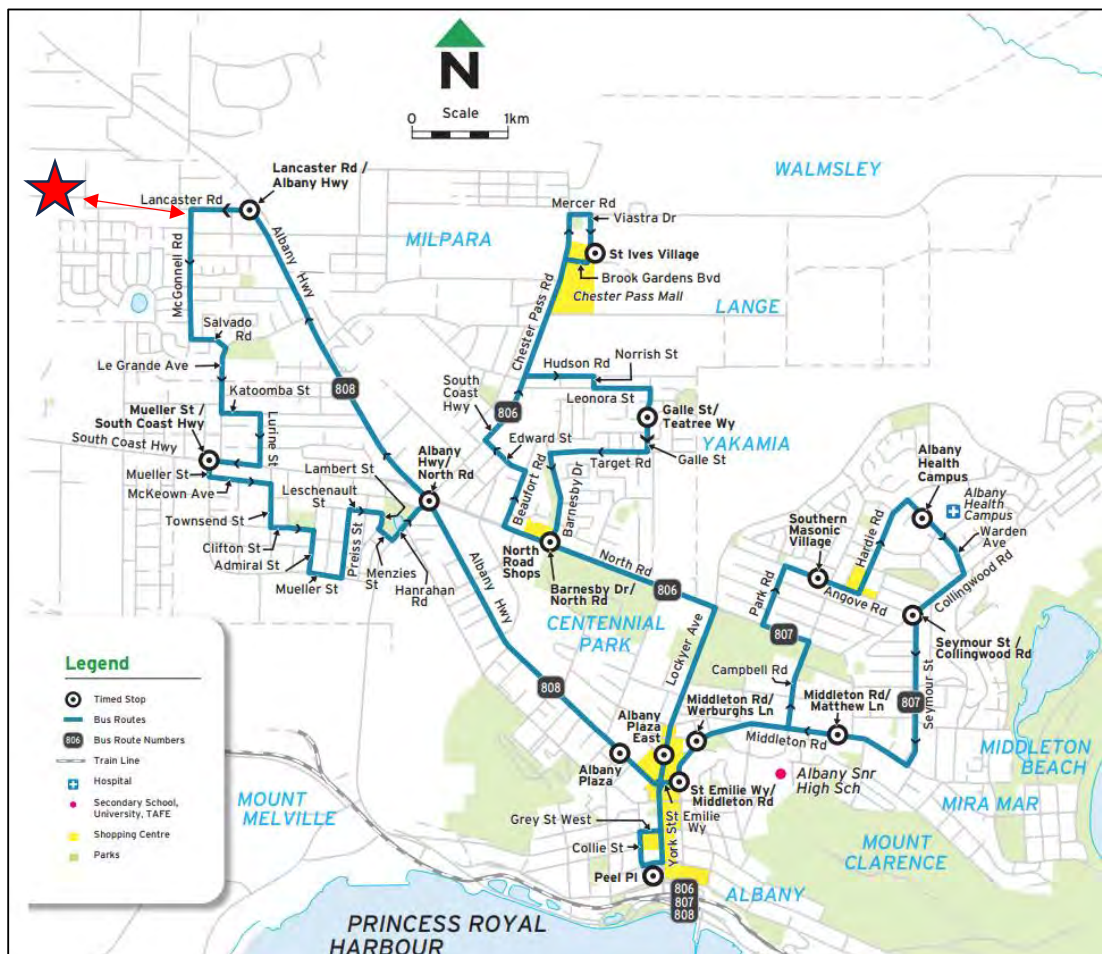 N
Scale
0 1km
WALMSLEY
Lancaster Rd /
Albany Hwy
Lancaster Rd
Mercer Rd
Viastra Dr
MILPARA
St Ives Village
Brook Gardens Bvd
Chester Pass Mall
Albany Hwy
McGonnell Rd
Chester Pass Rd
LANGE
Salvado
Rd
Le Grande Ave
Hudson Rd
Norrish St
808
South
Coast
Hwy
Katoomba St
Leonora St
806
Galle St/
Teatree Wy
Mueller St /
South Coast Hwy
Lurine St
South Coast Hwy
YAKAMIA
Edward St
Albany
Hwy/
North Rd
Target Rd
Galle St
Mueller St
McKeown Ave
Lambert St
Leschenault
St
Beaufort Rd
Barnesby Dr
Albany
Health
Campus
Albany
Health
Campus
Townsend St
Southern
Masonic
Village
Hardie Rd
Warden
Ave
Clifton St
Admiral St
Preiss St
Mueller St
Menzies
St
Hanrahan
Rd
Albany Hwy
North
Road
Shops
North Rd
Barnesby Dr/
North Rd
806
Park Rd
Angove Rd
Collingwood Rd
CENTENNIAL
PARK
807
Seymour St /
Collingwood Rd
Lockyer Ave
Campbell Rd
808
Middleton Rd/
Werburghs Ln
Middleton Rd/
Matthew Ln
807
Seymour St
Albany
Plaza
East
Middleton Rd
MIDDLETON
BEACH
Albany
Plaza
St Emilie Wy/
Middleton Rd
Albany Snr
High Sch
MIRA MAR
MOUNT
MELVILLE
Grey St West
St Emilie
Wy
York St
MOUNT
CLARENCE
Collie St
Peel Pl
ALBANY
806
807
808
PRINCESS ROYAL
HARBOUR
Legend
Timed Stop
Bus Routes
806
Bus Route Numbers
Train Line
Hospital
Secondary School,
University, TAFE
Shopping Centre
Parks